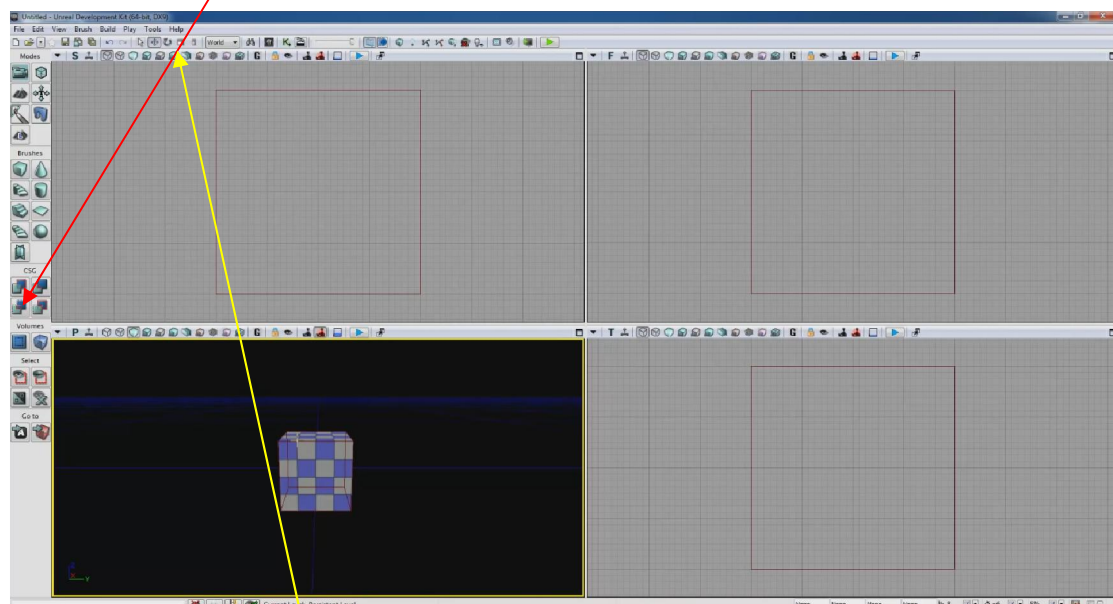 Untitled - Unreal Development Kit (64-bit, DX9)
File Edit View Brush Build Play Tools Help
World
Modes
S
G
F
G
Brushes
CSG
Volumes
P
G
T
G
Select
Go to
Y